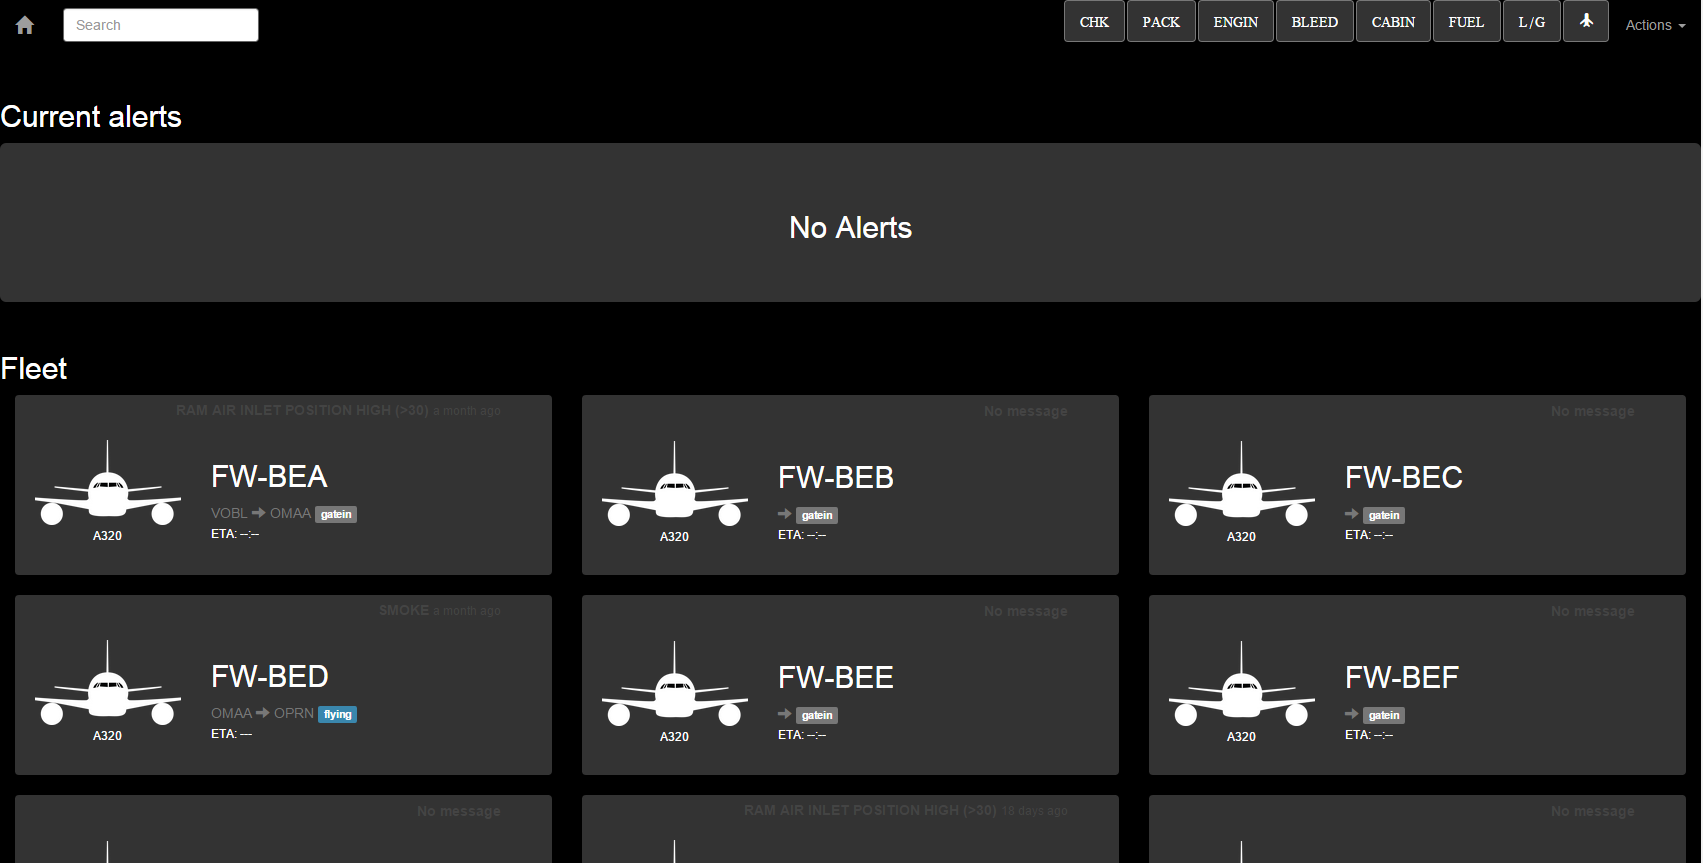 Search
CHK PACK ENGIN BLEED CABIN FUEL L/G Actions
Current alerts
No Alerts
Fleet
RAM AIR INLET POSITION HIGH (>30) a month ago
FW-BEA
VOBL OMAA gatein
ETA: --:--
A320
No message
FW-BEB
gatein
ETA: --:--
A320
No message
FW-BEC
gatein
ETA: --:--
A320
SMOKE a month ago
FW-BED
OMAA OPRN flying
ETA: ---
A320
No message
FW-BEE
gatein
ETA: --:--
A320
No message
FW-BEF
gatein
ETA: --:--
A320
No message
RAM AIR INLET POSITION HIGH (>30) 18 days ago
No message